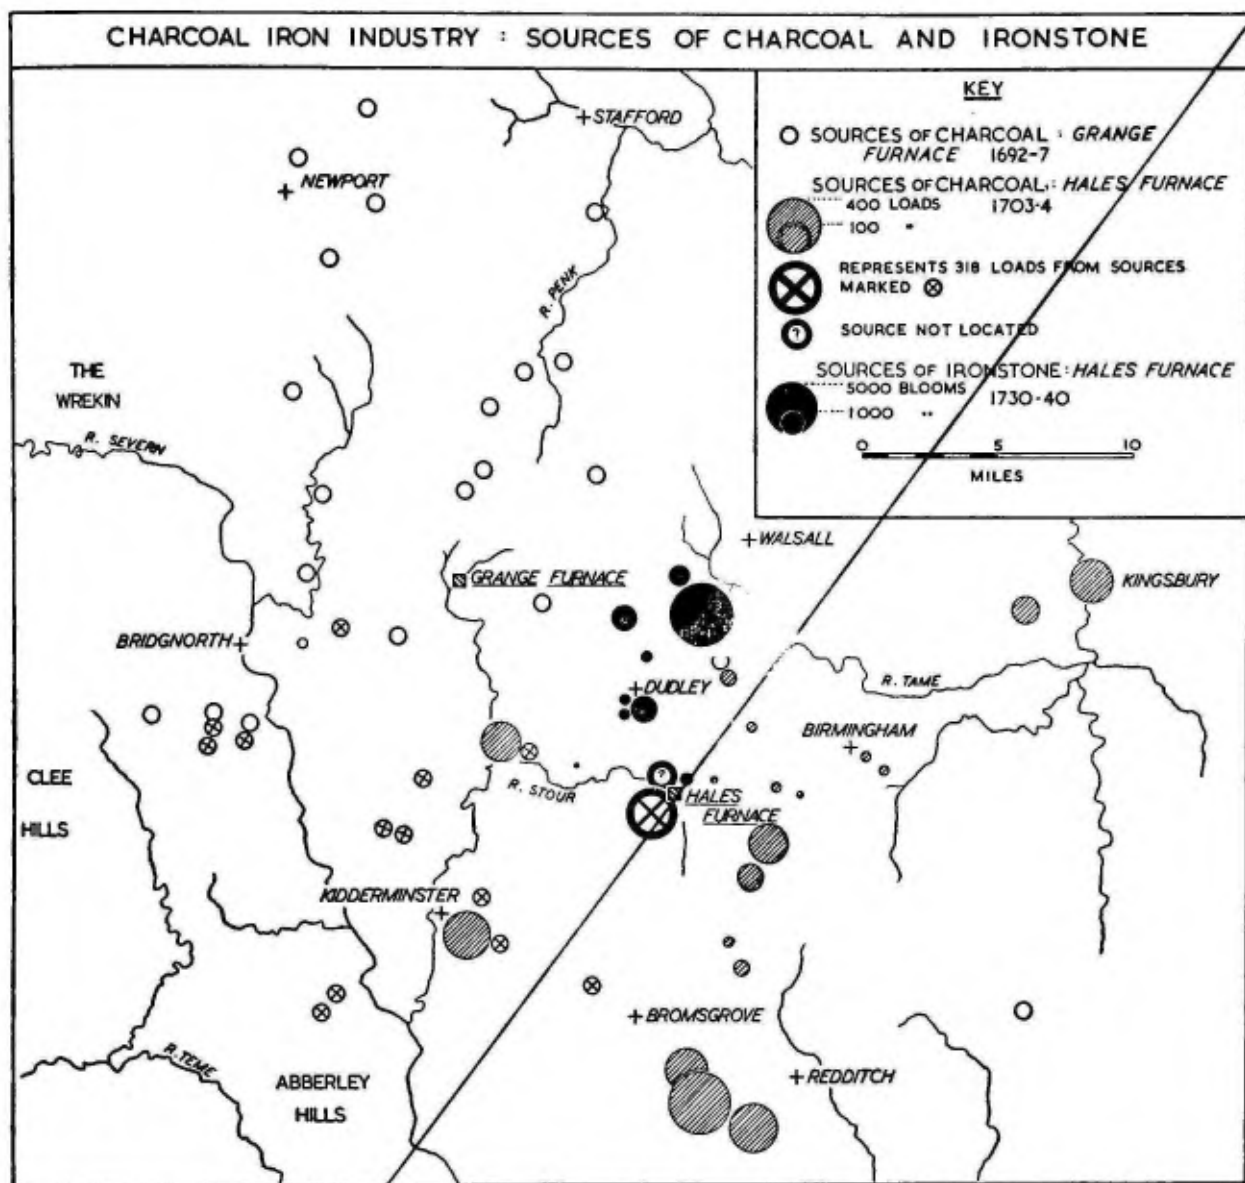 CHARCOAL IRON INDUSTRY : SOURCES OF CHARCOAL AND IRONSTONE
KEY
SOURCES OF CHARCOAL : GRANGE
FURNACE 1692-7
SOURCES OF CHARCOAL : HALES FURNACE
400 LOADS 1703-4
100 "
REPRESENTS 318 LOADS FROM SOURCES
MARKED
?
SOURCE NOT LOCATED
SOURCES OF IRONSTONE : HALES FURNACE
5000 BLOOMS 1730-40
1000 "
0 5 10
MILES
STAFFORD
NEWPORT
R. PENK
THE
WREKIN
R. SEVERN
WALSALL
GRANGE FURNACE
KINGSBURY
BRIDGNORTH
DUDLEY
R. TAME
BIRMINGHAM
CLEE
HILLS
R. STOUR
?
HALES
FURNACE
KIDDERMINSTER
BROMSGROVE
R. TEME
ABBERLEY
HILLS
REDDITCH